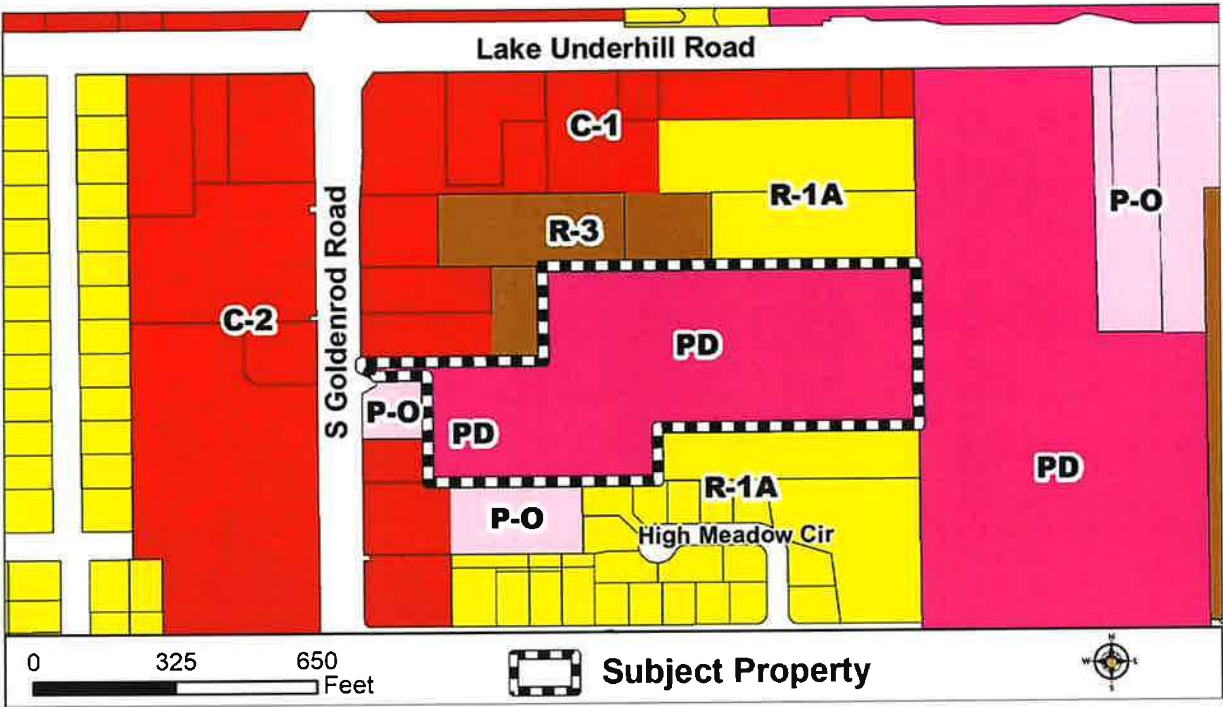 Lake Underhill Road
C-1
R-1A
P-O
R-3
S Goldenrod Road
C-2
PD
P-O
PD
PD
R-1A
P-O
High Meadow Cir
0 325 650
Feet
Subject Property
N
W E
S